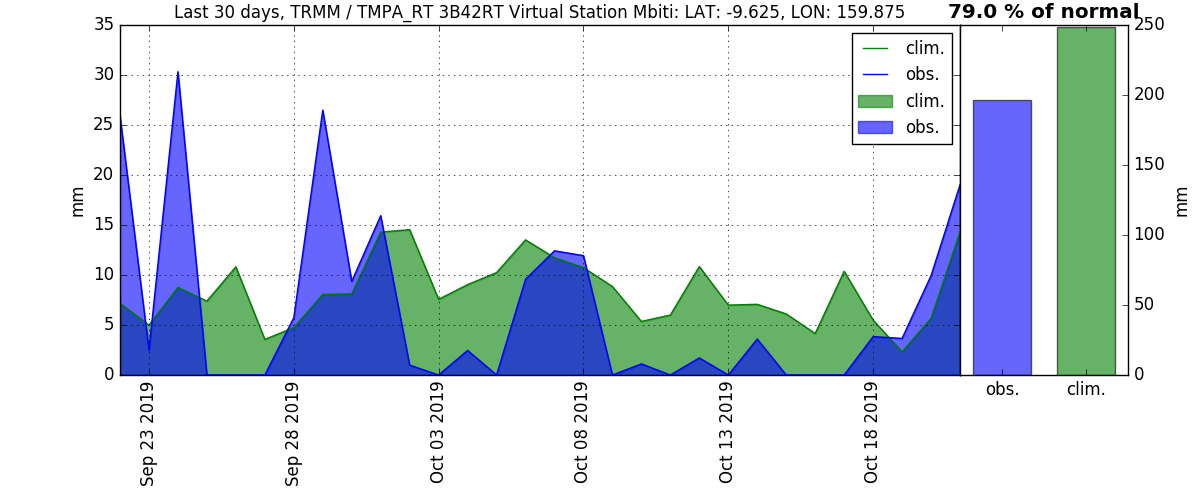 Last 30 days, TRMM / TMPA_RT 3B42RT Virtual Station Mbiti: LAT: -9.625, LON: 159.875
79.0 % of normal
35
30
25
20
15
10
5
0
mm
clim.
obs.
clim.
obs.
Sep 23 2019
Sep 28 2019
Oct 03 2019
Oct 08 2019
Oct 13 2019
Oct 18 2019
250
200
150
100
50
0
mm
obs.
clim.